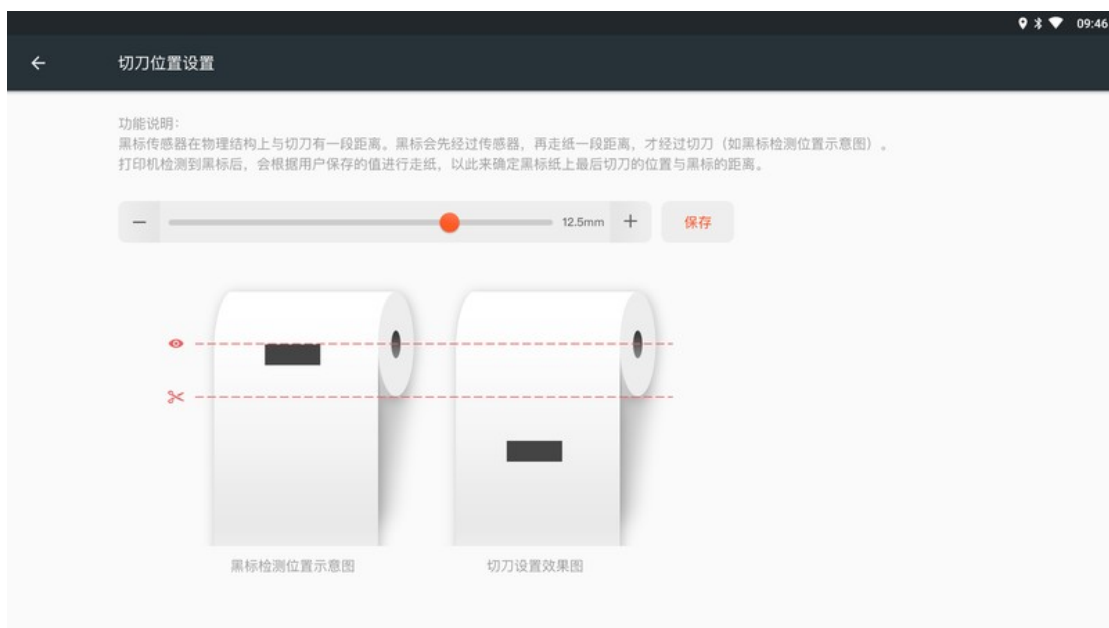 09:46
切刀位置设置
功能说明：
黑标传感器在物理结构上与切刀有一段距离。黑标会先经过传感器，再走纸一段距离，才经过切刀（如黑标检测位置示意图）。
打印机检测到黑标后，会根据用户保存的值进行走纸，以此来确定黑标纸上最后切刀的位置与黑标的距离。
12.5mm
保存
黑标检测位置示意图
切刀设置效果图